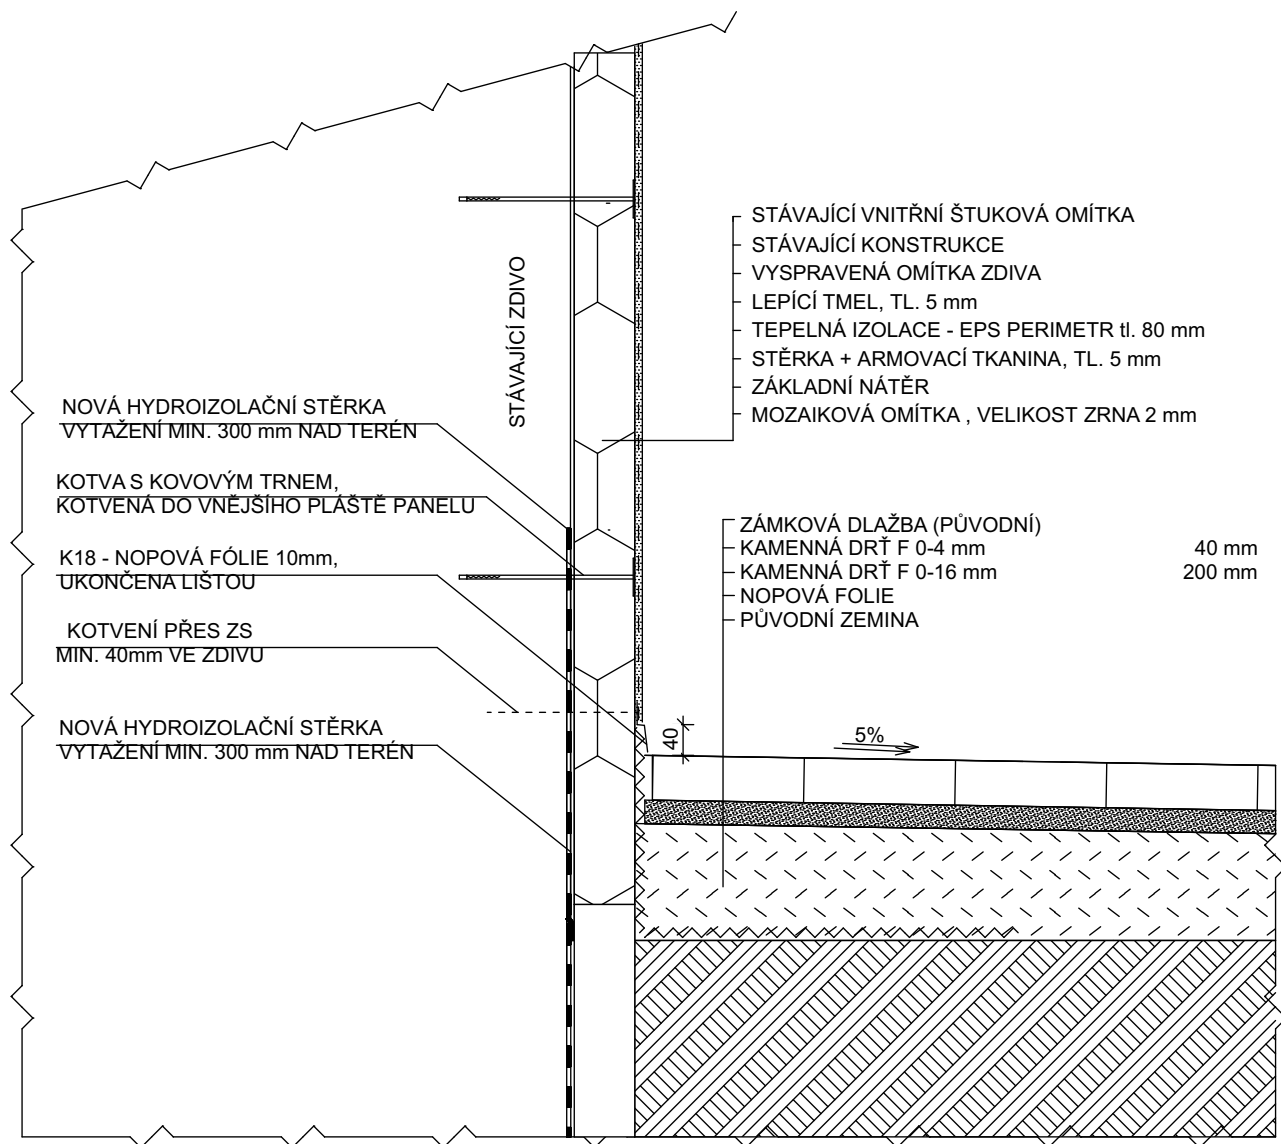 STÁVAJÍCÍ VNITŘNÍ ŠTUKOVÁ OMÍTKA
STÁVAJÍCÍ KONSTRUKCE
VYSPRAVENÁ OMÍTKA ZDIVA
LEPÍCÍ TMEL, TL. 5 mm
TEPELNÁ IZOLACE - EPS PERIMETR tl. 80 mm
STĚRKA + ARMOVACÍ TKANINA, TL. 5 mm
ZÁKLADNÍ NÁTĚR
MOZAIKOVÁ OMÍTKA , VELIKOST ZRNA 2 mm
STÁVAJÍCÍ ZDIVO
NOVÁ HYDROIZOLAČNÍ STĚRKA
VYTAŽENÍ MIN. 300 mm NAD TERÉN
KOTVA S KOVOVÝM TRNEM,
KOTVENÁ DO VNĚJŠÍHO PLÁŠTĚ PANELU
K18 - NOPOVÁ FÓLIE 10mm,
UKONČENA LIŠTOU
KOTVENÍ PŘES ZS
MIN. 40mm VE ZDIVU
NOVÁ HYDROIZOLAČNÍ STĚRKA
VYTAŽENÍ MIN. 300 mm NAD TERÉN
ZÁMKOVÁ DLAŽBA (PŮVODNÍ)
KAMENNÁ DRŤ F 0-4 mm 40 mm
KAMENNÁ DRŤ F 0-16 mm 200 mm
NOPOVÁ FOLIE
PŮVODNÍ ZEMINA
40
5%